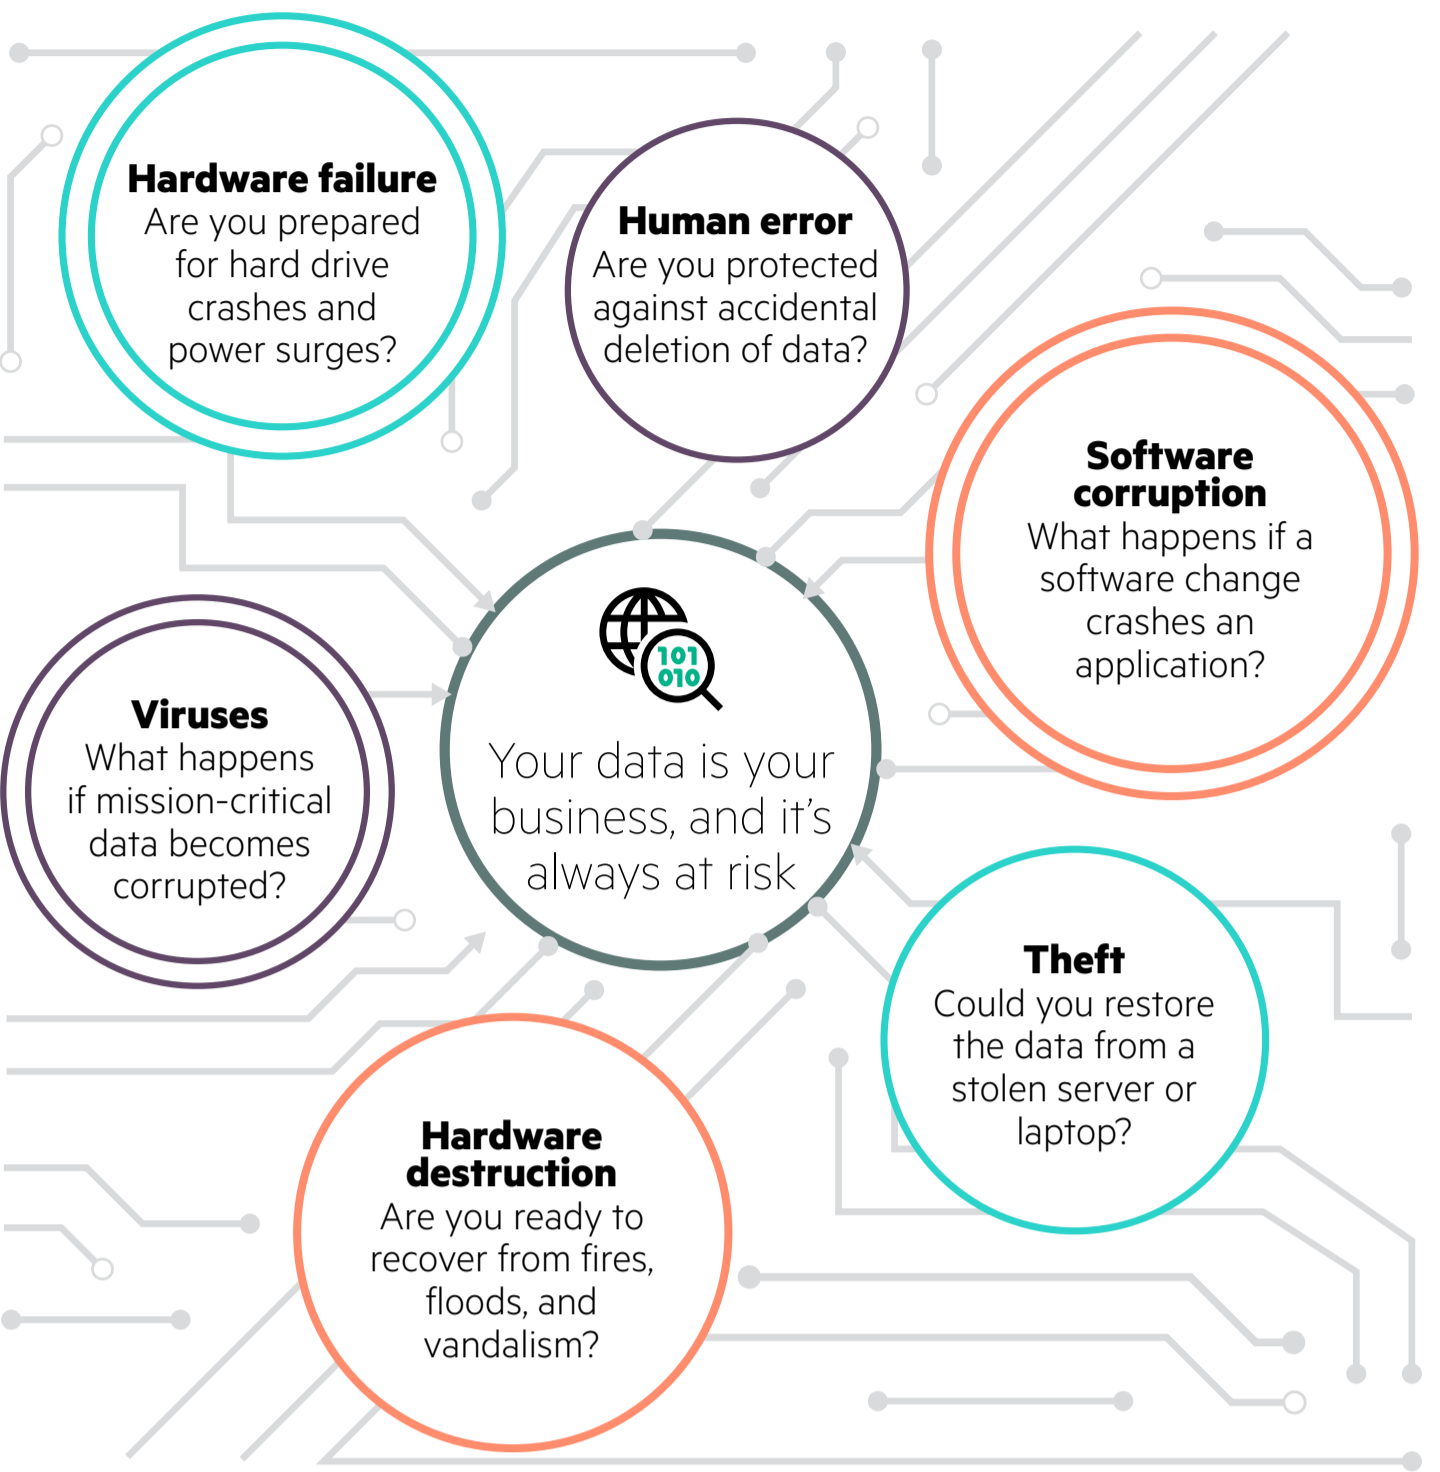 Hardware failure
Are you prepared
for hard drive
crashes and
power surges?
Human error
Are you protected
against accidental
deletion of data?
Software
corruption
What happens if a
software change
crashes an
application?
101
010
Your data is your
business, and it’s
always at risk
Viruses
What happens
if mission-critical
data becomes
corrupted?
Theft
Could you restore
the data from a
stolen server or
laptop?
Hardware
destruction
Are you ready to
recover from fires,
floods, and
vandalism?